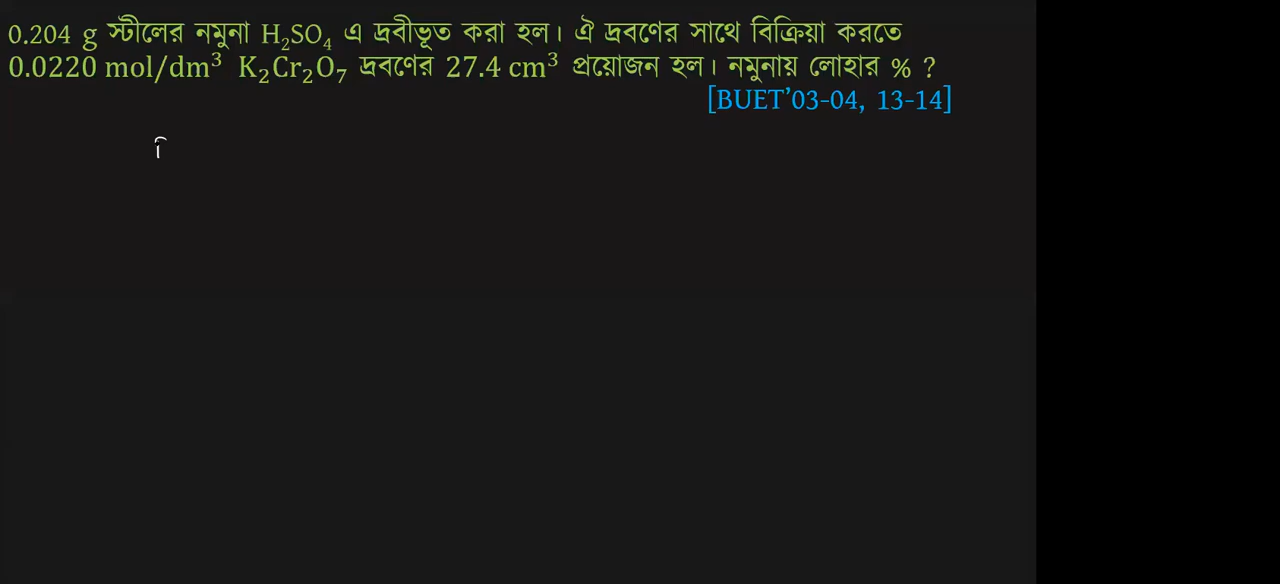 0.204 g স্টীলের নমুনা H₂SO₄ এ দ্রবীভূত করা হল। ঐ দ্রবণের সাথে বিক্রিয়া করতে
0.0220 mol/dm³ K₂Cr₂O₇ দ্রবণের 27.4 cm³ প্রয়োজন হল। নমুনায় লোহার % ?
[BUET’03-04, 13-14]